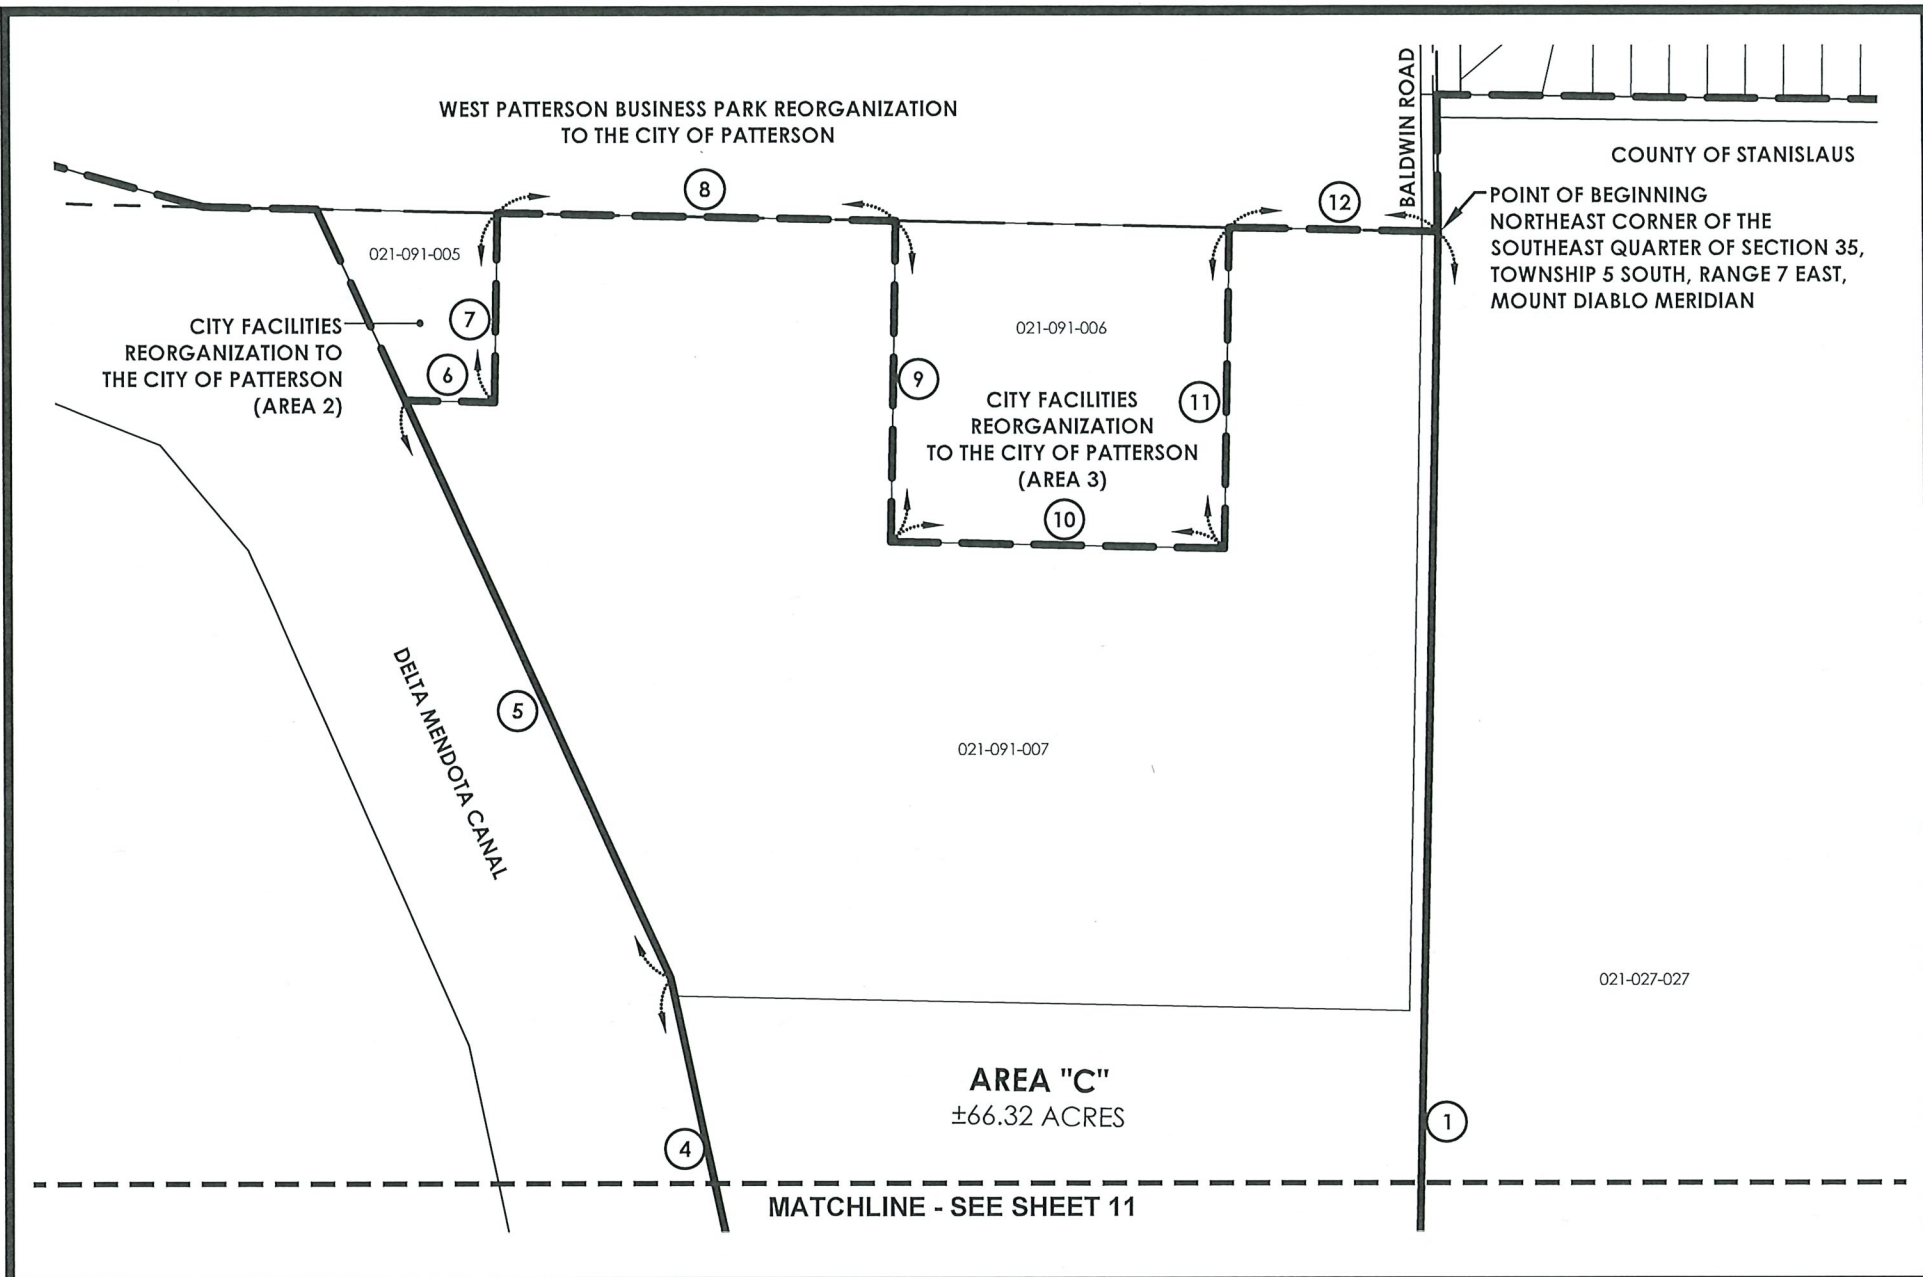 WEST PATTERSON BUSINESS PARK REORGANIZATION
TO THE CITY OF PATTERSON
BALDWIN ROAD
COUNTY OF STANISLAUS
POINT OF BEGINNING
NORTHEAST CORNER OF THE
SOUTHEAST QUARTER OF SECTION 35,
TOWNSHIP 5 SOUTH, RANGE 7 EAST,
MOUNT DIABLO MERIDIAN
8
12
021-091-005
CITY FACILITIES
REORGANIZATION TO
THE CITY OF PATTERSON
(AREA 2)
7
6
021-091-006
9
11
CITY FACILITIES
REORGANIZATION
TO THE CITY OF PATTERSON
(AREA 3)
10
DELTA MENDOTA CANAL
5
021-091-007
021-027-027
AREA "C"
±66.32 ACRES
4
1
MATCHLINE - SEE SHEET 11